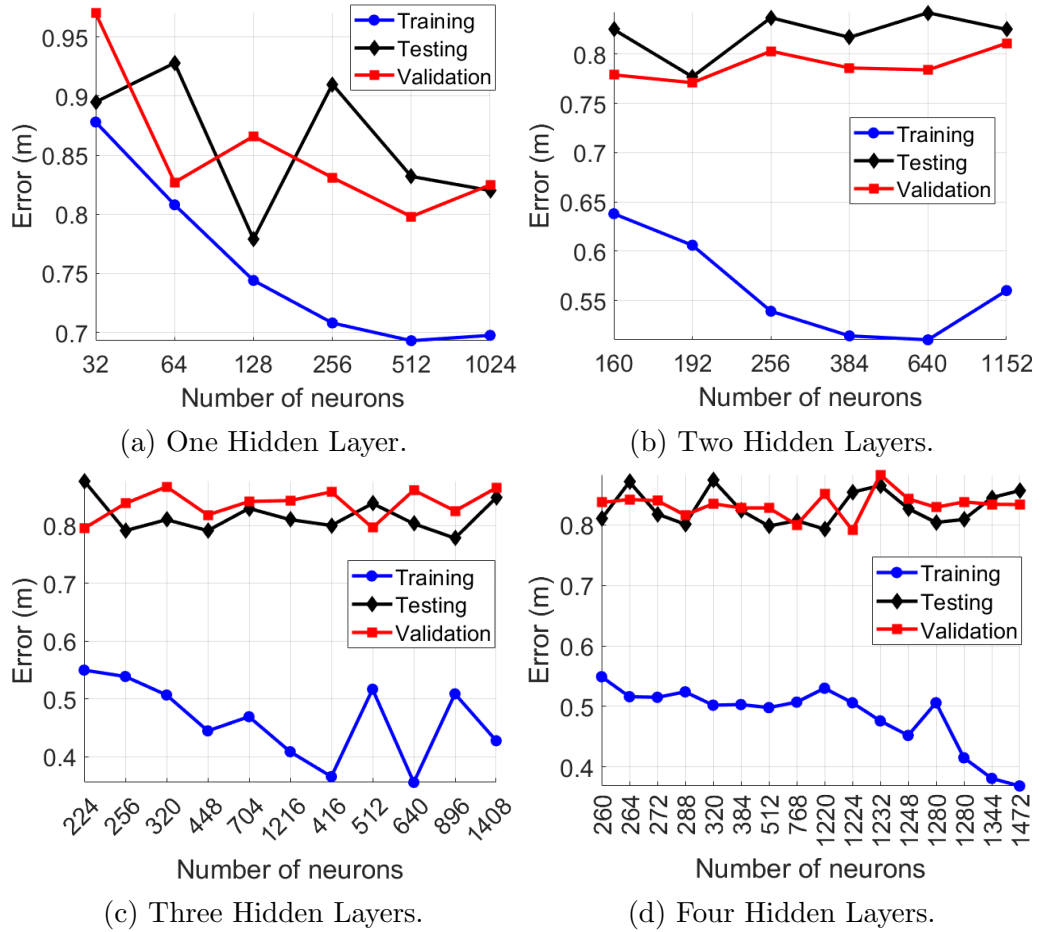 Error (m)
0.95
0.9
0.85
0.8
0.75
0.7
Training
Testing
Validation
32 64 128 256 512 1024
Number of neurons
(a) One Hidden Layer.
Error (m)
0.8
0.75
0.7
0.65
0.6
0.55
Training
Testing
Validation
160 192 256 384 640 1152
Number of neurons
(b) Two Hidden Layers.
Error (m)
0.8
0.7
0.6
0.5
0.4
Training
Testing
Validation
224 256 320 448 704 1216 416 512 640 896 1408
Number of neurons
(c) Three Hidden Layers.
Error (m)
0.8
0.7
0.6
0.5
0.4
Training
Testing
Validation
260 264 272 288 320 384 512 768 1220 1224 1232 1248 1280 1280 1344 1472
Number of neurons
(d) Four Hidden Layers.